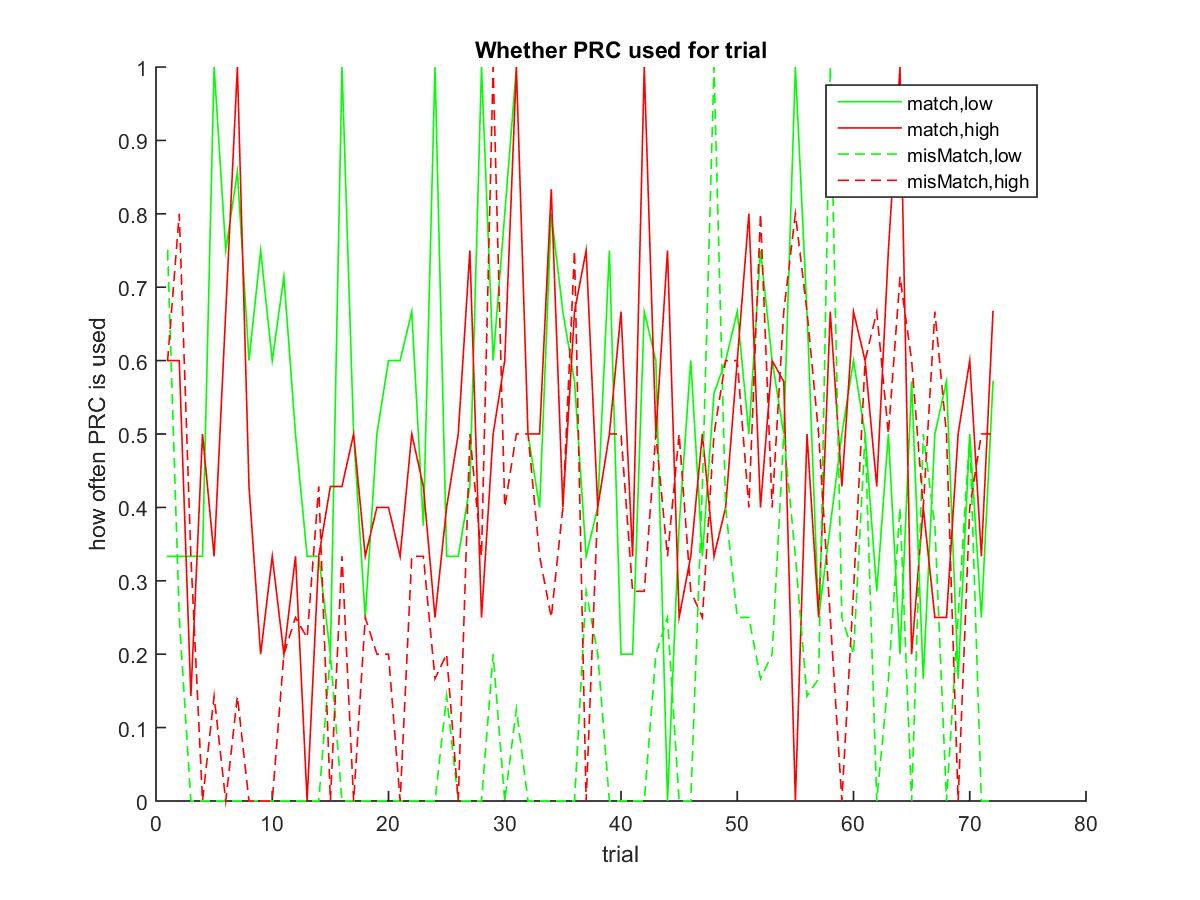 Whether PRC used for trial
1
0.9
0.8
0.7
0.6
0.5
0.4
0.3
0.2
0.1
0
how often PRC is used
match,low
match,high
misMatch,low
misMatch,high
0 10 20 30 40 50 60 70 80
trial